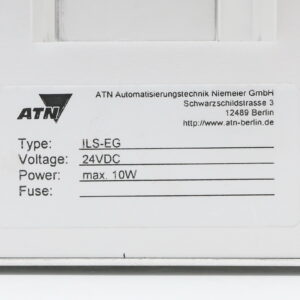 ATN
ATN Automatisierungstechnik Niemeier GmbH
Schwarzschildstrasse 3
12489 Berlin
http://www.atn-berlin.de
Type: ILS-EG
Voltage: 24VDC
Power: max. 10W
Fuse: